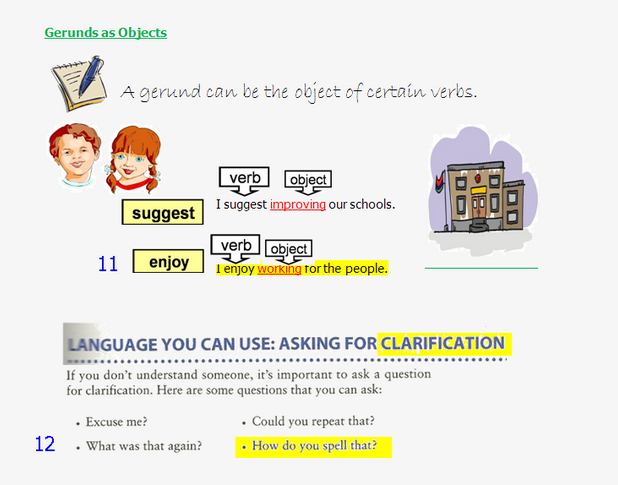 Gerunds as Objects
A gerund can be the object of certain verbs.
verb object
suggest I suggest improving our schools.
verb object
11 enjoy I enjoy working for the people.
LANGUAGE YOU CAN USE: ASKING FOR CLARIFICATION
If you don't understand someone, it's important to ask a question
for clarification. Here are some questions that you can ask:
• Excuse me? • Could you repeat that?
12 • What was that again? • How do you spell that?